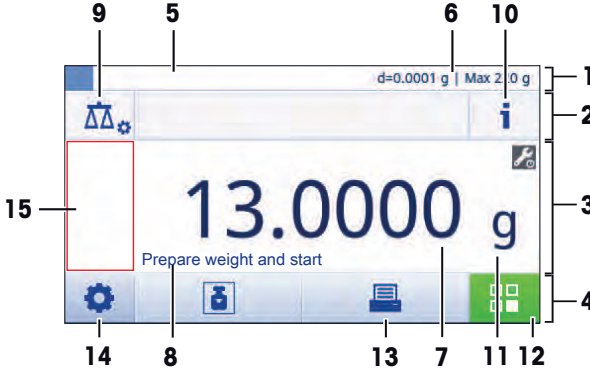 9 5 6 10
d=0.0001 g | Max 2 0 g 1
i 2
15 13.0000 g 3
Prepare weight and start
4
14 8 13 7 11 12